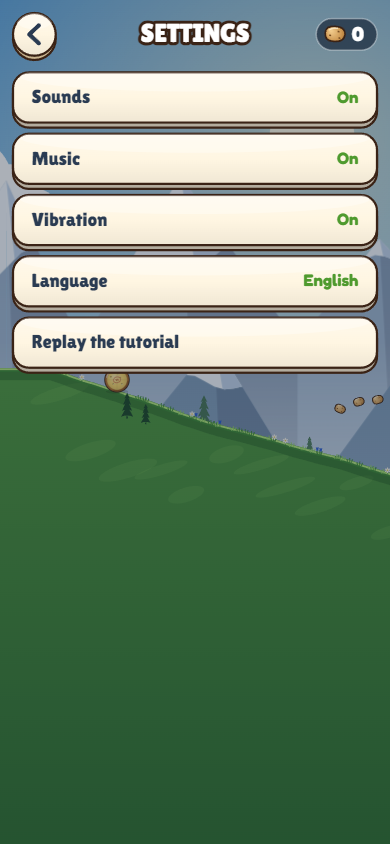 SETTINGS
0
Sounds
On
Music
On
Vibration
On
Language
English
Replay the tutorial